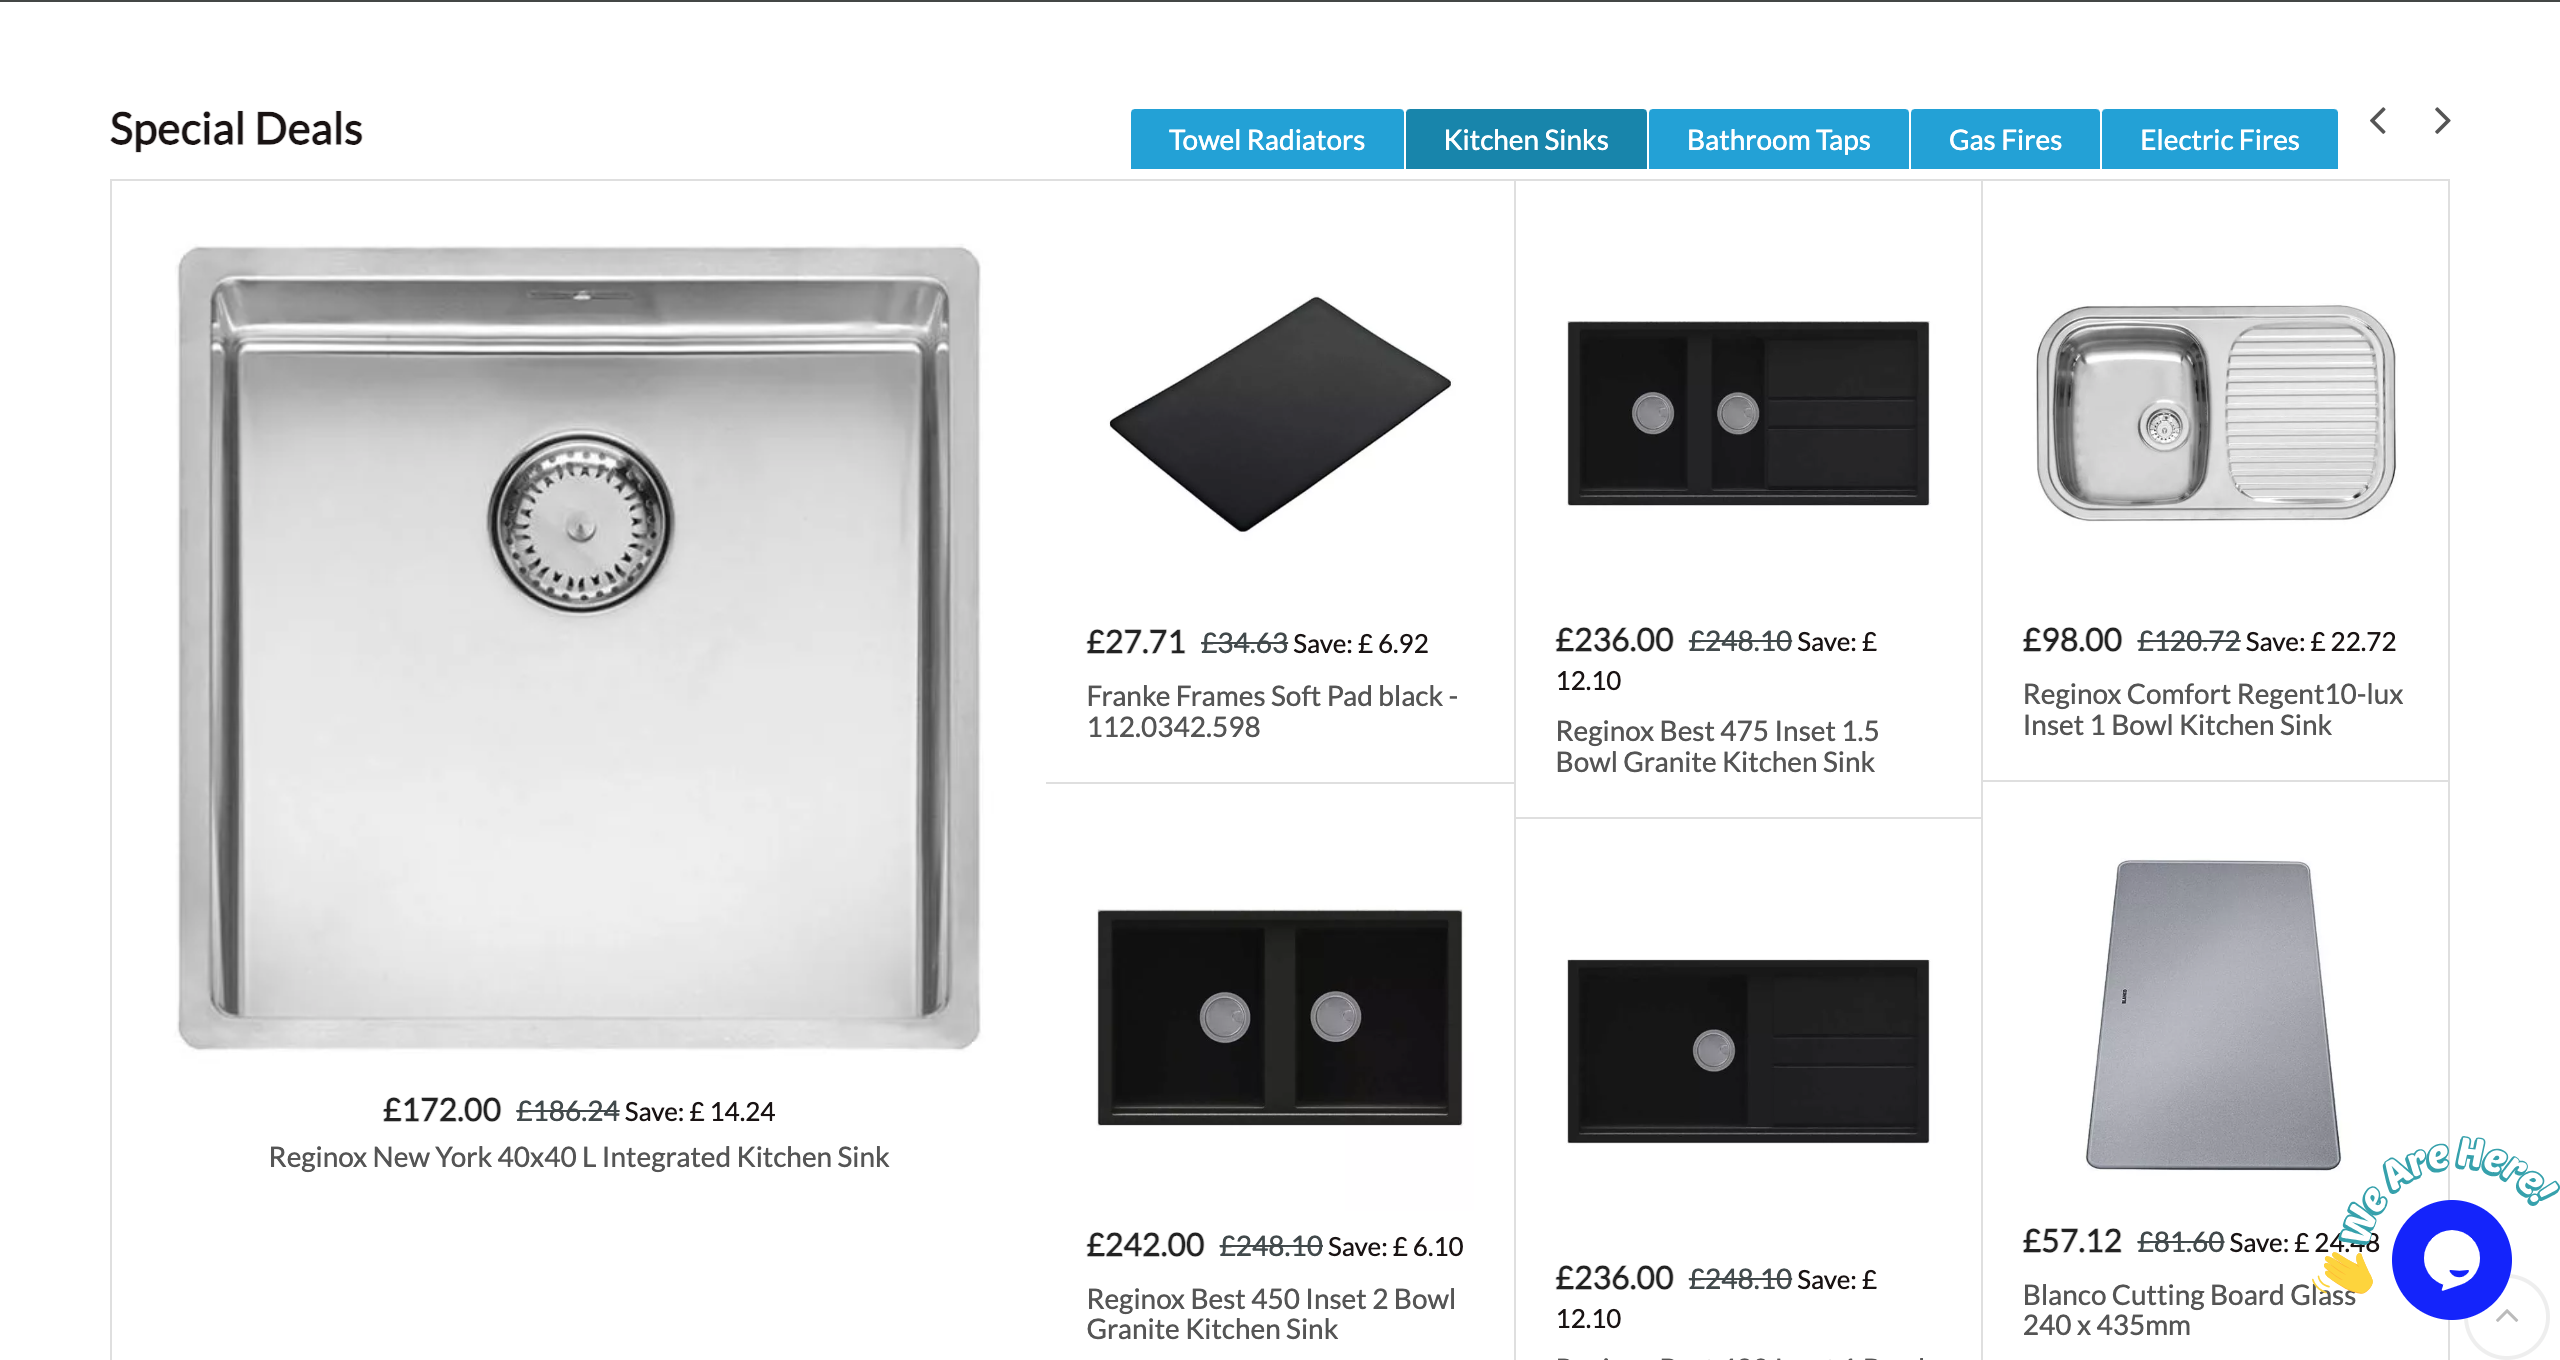 Special Deals
Towel Radiators
Kitchen Sinks
Bathroom Taps
Gas Fires
Electric Fires
£172.00 £186.24 Save: £ 14.24
Reginox New York 40x40 L Integrated Kitchen Sink
£27.71 £34.63 Save: £ 6.92
Franke Frames Soft Pad black -
112.0342.598
£242.00 £248.10 Save: £ 6.10
Reginox Best 450 Inset 2 Bowl
Granite Kitchen Sink
£236.00 £248.10 Save: £
12.10
Reginox Best 475 Inset 1.5
Bowl Granite Kitchen Sink
£236.00 £248.10 Save: £
12.10
£98.00 £120.72 Save: £ 22.72
Reginox Comfort Regent10-lux
Inset 1 Bowl Kitchen Sink
BLANCO
£57.12 £81.60 Save: £ 24.48
Blanco Cutting Board Glass
240 x 435mm
We Are Here!